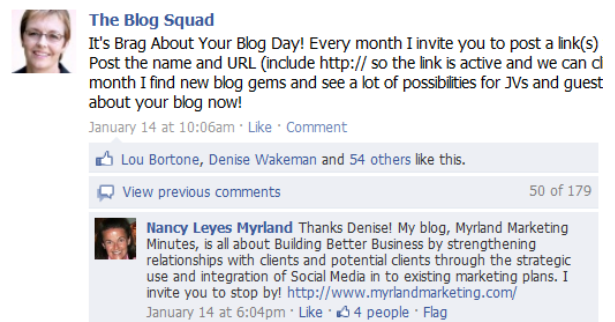 The Blog Squad
It's Brag About Your Blog Day! Every month I invite you to post a link(s)
Post the name and URL (include http:// so the link is active and we can cl
month I find new blog gems and see a lot of possibilities for JVs and guest
about your blog now!
January 14 at 10:06am · Like · Comment
Lou Bortone, Denise Wakeman and 54 others like this.
View previous comments 50 of 179
Nancy Leyes Myrland Thanks Denise! My blog, Myrland Marketing
Minutes, is all about Building Better Business by strengthening
relationships with clients and potential clients through the strategic
use and integration of Social Media in to existing marketing plans. I
invite you to stop by! http://www.myrlandmarketing.com/
January 14 at 6:04pm · Like · 4 people · Flag